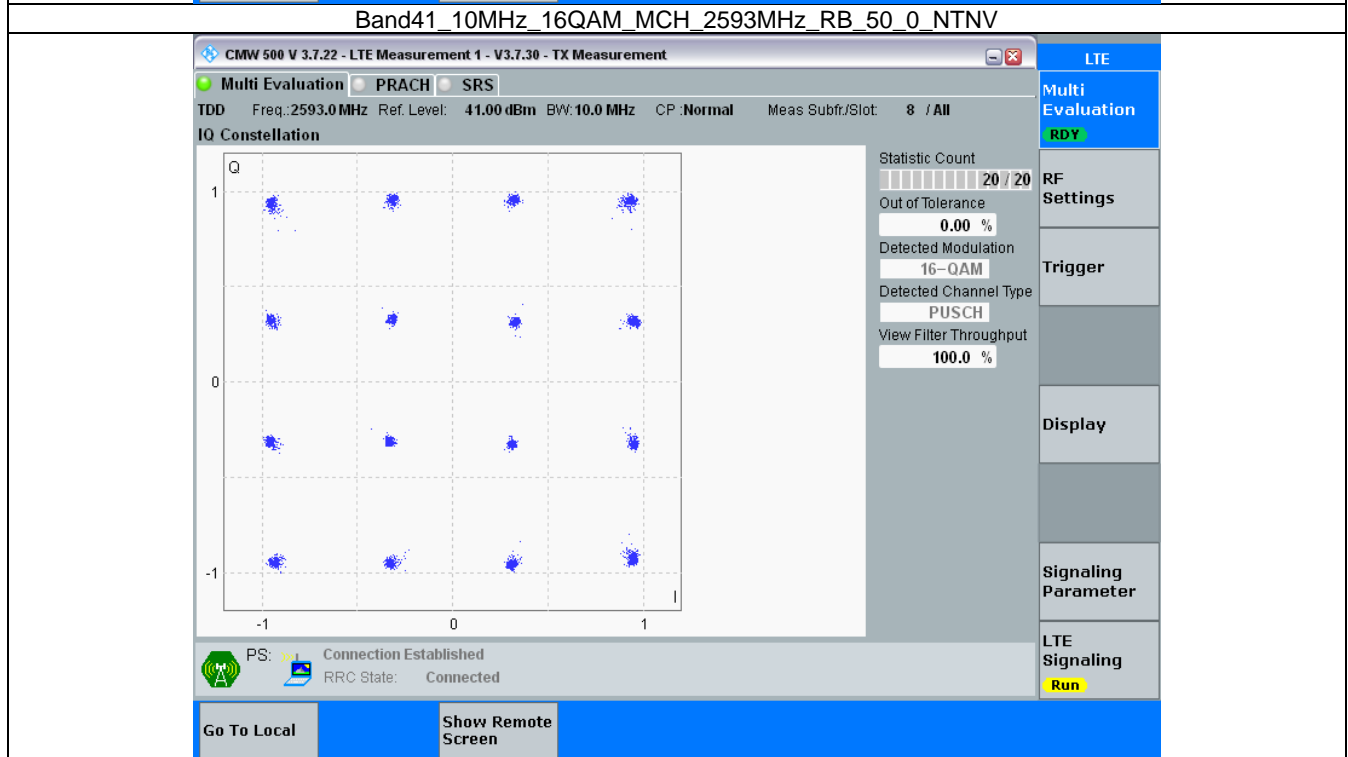 Band41_10MHz_16QAM_MCH_2593MHz_RB_50_0_NTNV
CMW 500 V 3.7.22 - LTE Measurement 1 - V3.7.30 - TX Measurement
LTE
Multi Evaluation PRACH SRS
Multi
Evaluation
RDY
TDD Freq.:2593.0 MHz Ref. Level: 41.00 dBm BW:10.0 MHz CP :Normal Meas Subfr./Slot: 8 / All
IQ Constellation
Q
1
0
-1
-1 0 1
I
Statistic Count
20 / 20
Out of Tolerance
0.00 %
Detected Modulation
16-QAM
Detected Channel Type
PUSCH
View Filter Throughput
100.0 %
RF
Settings
Trigger
Display
Signaling
Parameter
LTE
Signaling
Run
PS: Connection Established
RRC State: Connected
Go To Local
Show Remote
Screen